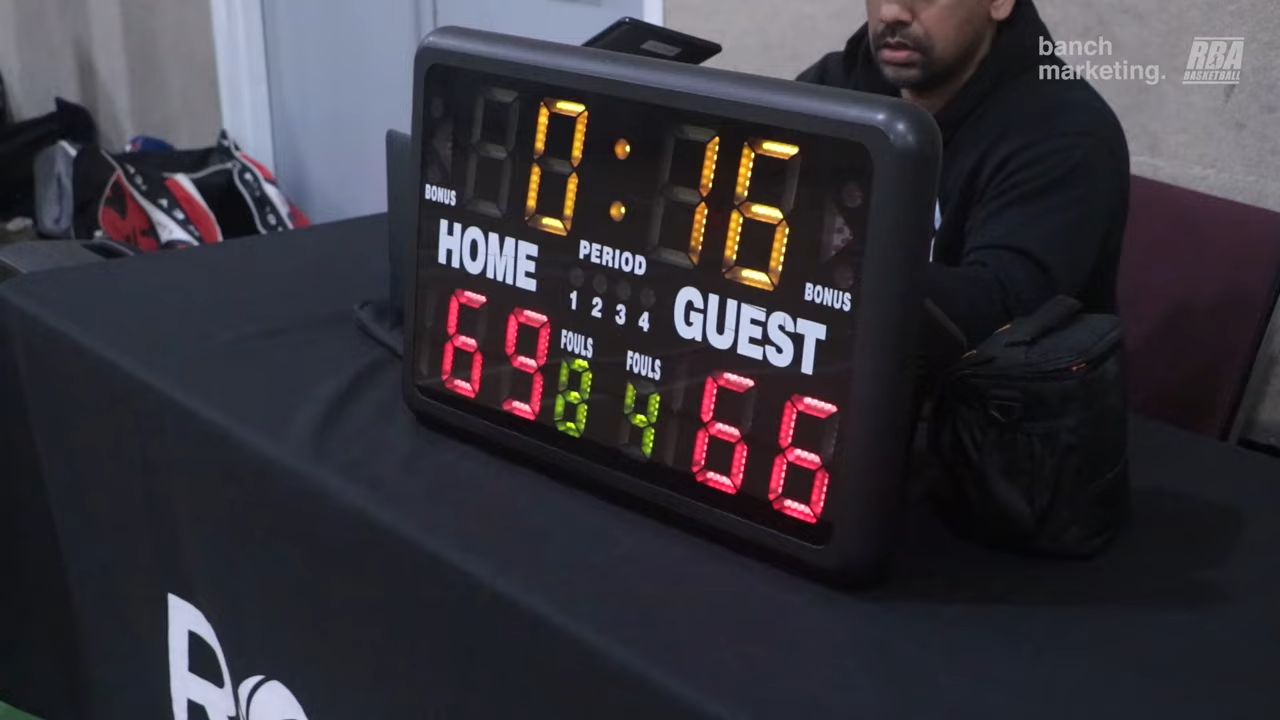 banch
marketing.
RBA
BASKETBALL
0:16
BONUS
HOME
PERIOD
1 2 3 4
GUEST
BONUS
69
FOULS
8
FOULS
4
66